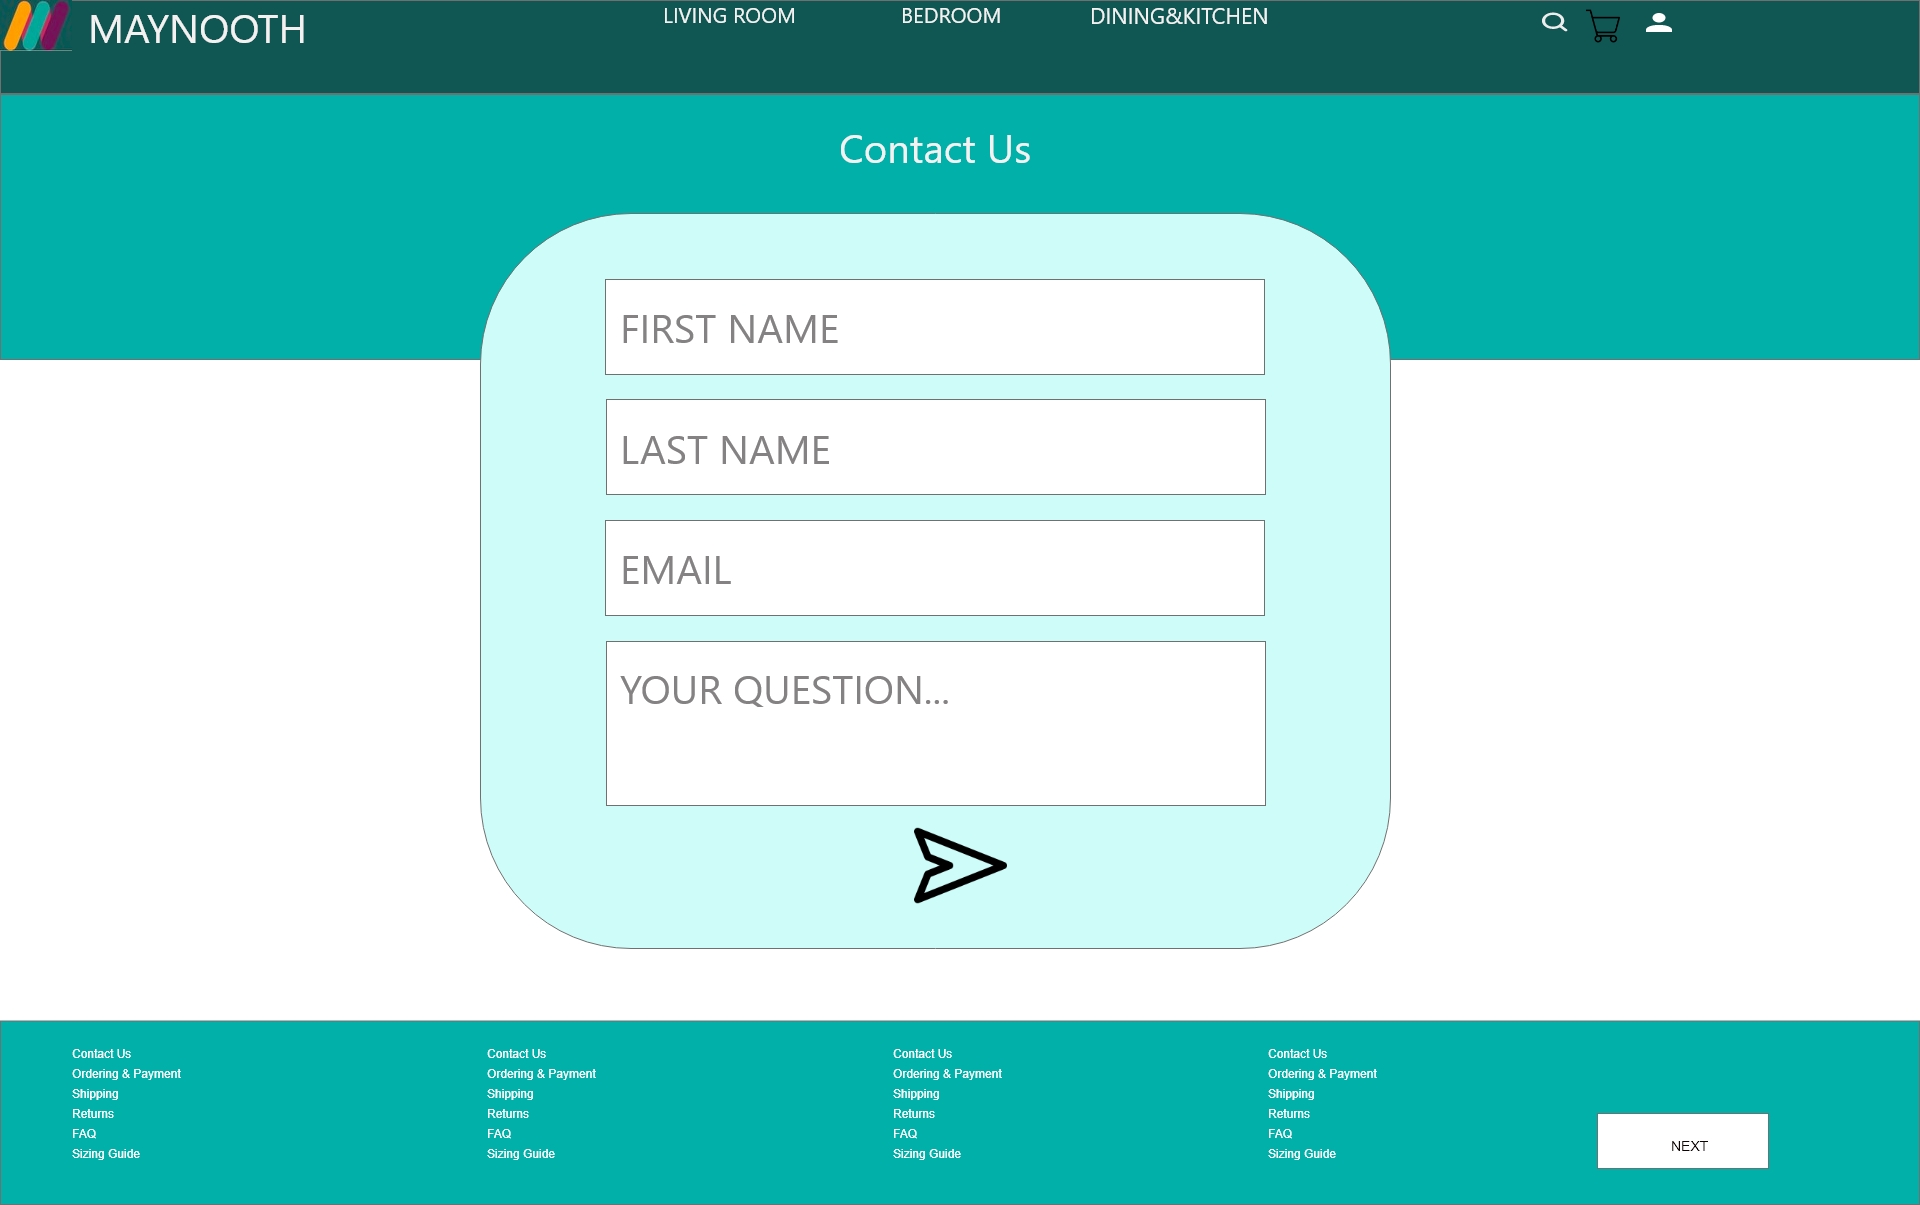 MAYNOOTH
LIVING ROOM
BEDROOM
DINING&KITCHEN
Contact Us
FIRST NAME
LAST NAME
EMAIL
YOUR QUESTION...
Contact Us
Ordering & Payment
Shipping
Returns
FAQ
Sizing Guide
Contact Us
Ordering & Payment
Shipping
Returns
FAQ
Sizing Guide
Contact Us
Ordering & Payment
Shipping
Returns
FAQ
Sizing Guide
Contact Us
Ordering & Payment
Shipping
Returns
FAQ
Sizing Guide
NEXT